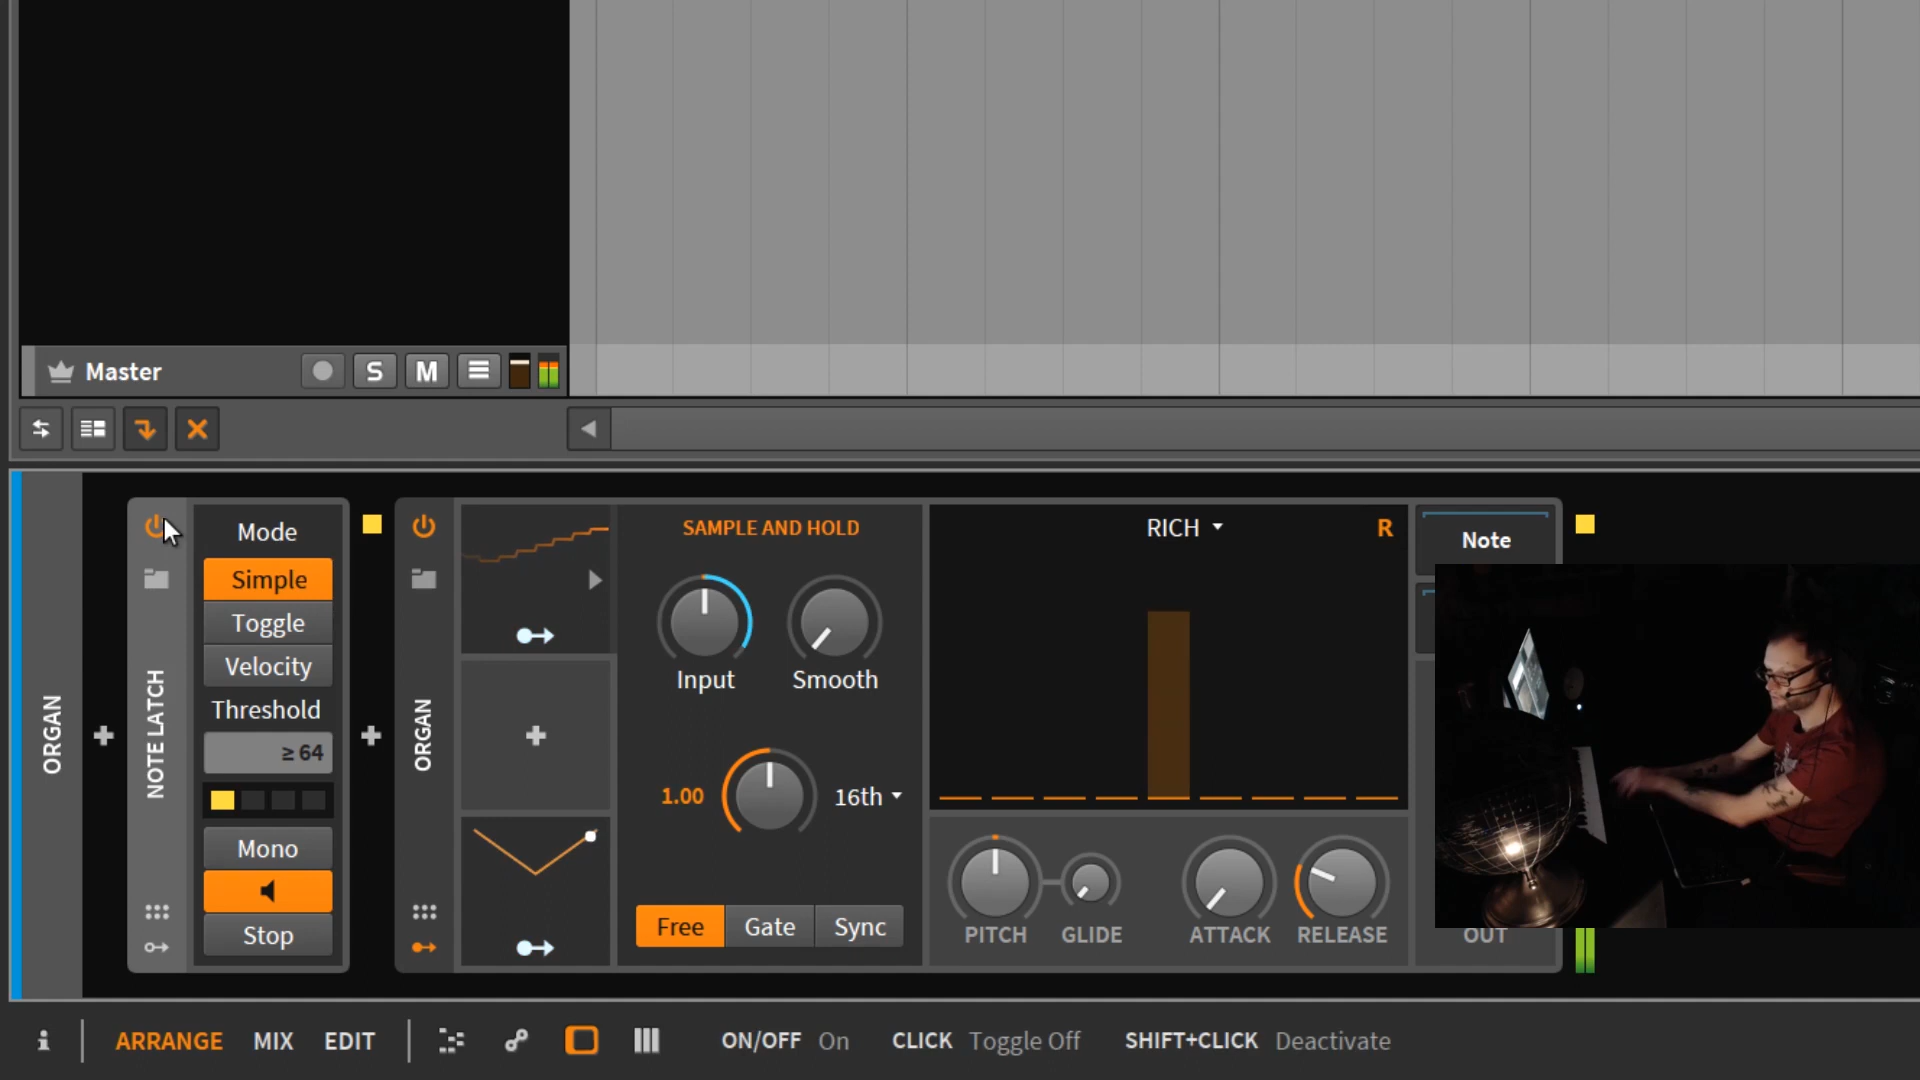 Master
S
M
ORGAN
NOTE LATCH
Mode
Simple
Toggle
Velocity
Threshold
≥ 64
Mono
Stop
ORGAN
SAMPLE AND HOLD
Input
Smooth
1.00
16th
Free
Gate
Sync
RICH
R
PITCH
GLIDE
ATTACK
RELEASE
Note
OUT
i
ARRANGE
MIX
EDIT
ON/OFF On
CLICK Toggle Off
SHIFT+CLICK Deactivate